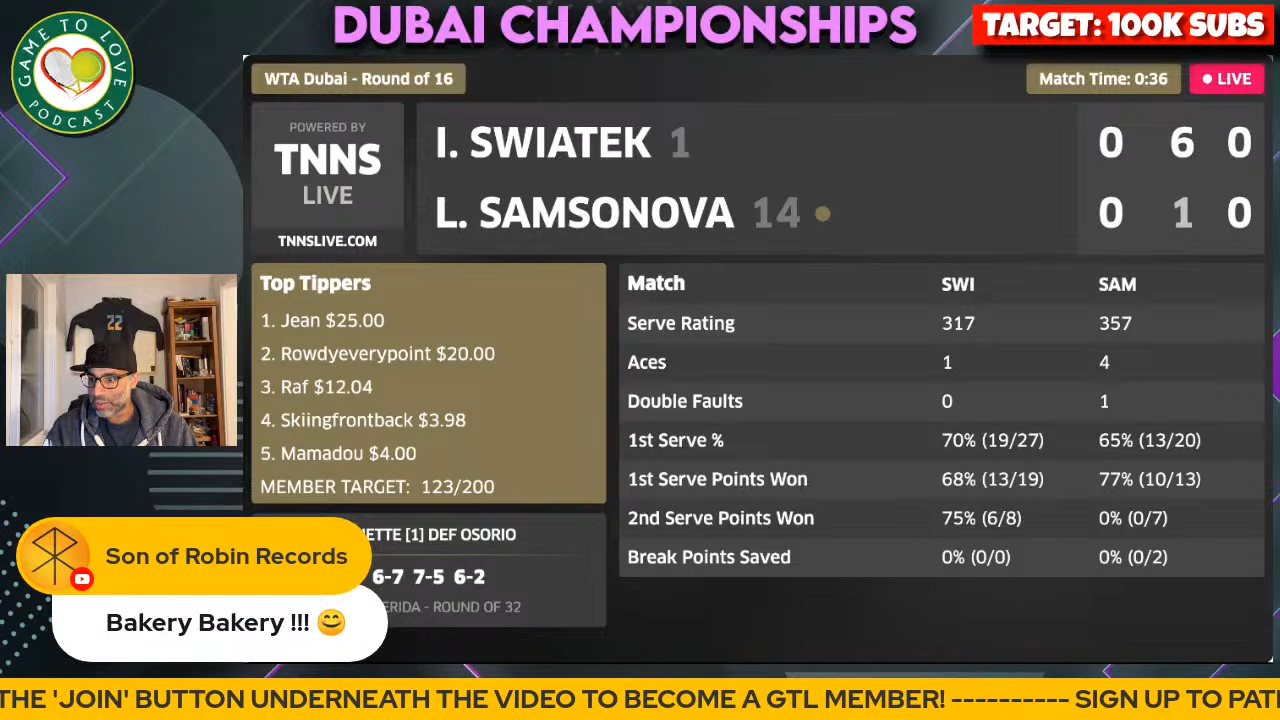 DUBAI CHAMPIONSHIPS
TARGET: 100K SUBS
GAME TO LOVE
PODCAST
WTA Dubai - Round of 16
Match Time: 0:36
LIVE
POWERED BY
TNNS
LIVE
TNNSLIVE.COM
I. SWIATEK 1 0 6 0
L. SAMSONOVA 14 0 1 0
Top Tippers
1. Jean $25.00
2. Rowdyeverypoint $20.00
3. Raf $12.04
4. Skiingfrontback $3.98
5. Mamadou $4.00
MEMBER TARGET: 123/200
Match SWI SAM
Serve Rating 317 357
Aces 1 4
Double Faults 0 1
1st Serve % 70% (19/27) 65% (13/20)
1st Serve Points Won 68% (13/19) 77% (10/13)
2nd Serve Points Won 75% (6/8) 0% (0/7)
Break Points Saved 0% (0/0) 0% (0/2)
22
ETTE [1] DEF OSORIO
6-7 7-5 6-2
ERIDA - ROUND OF 32
Son of Robin Records
Bakery Bakery !!! 😊
THE 'JOIN' BUTTON UNDERNEATH THE VIDEO TO BECOME A GTL MEMBER! ---------- SIGN UP TO PAT